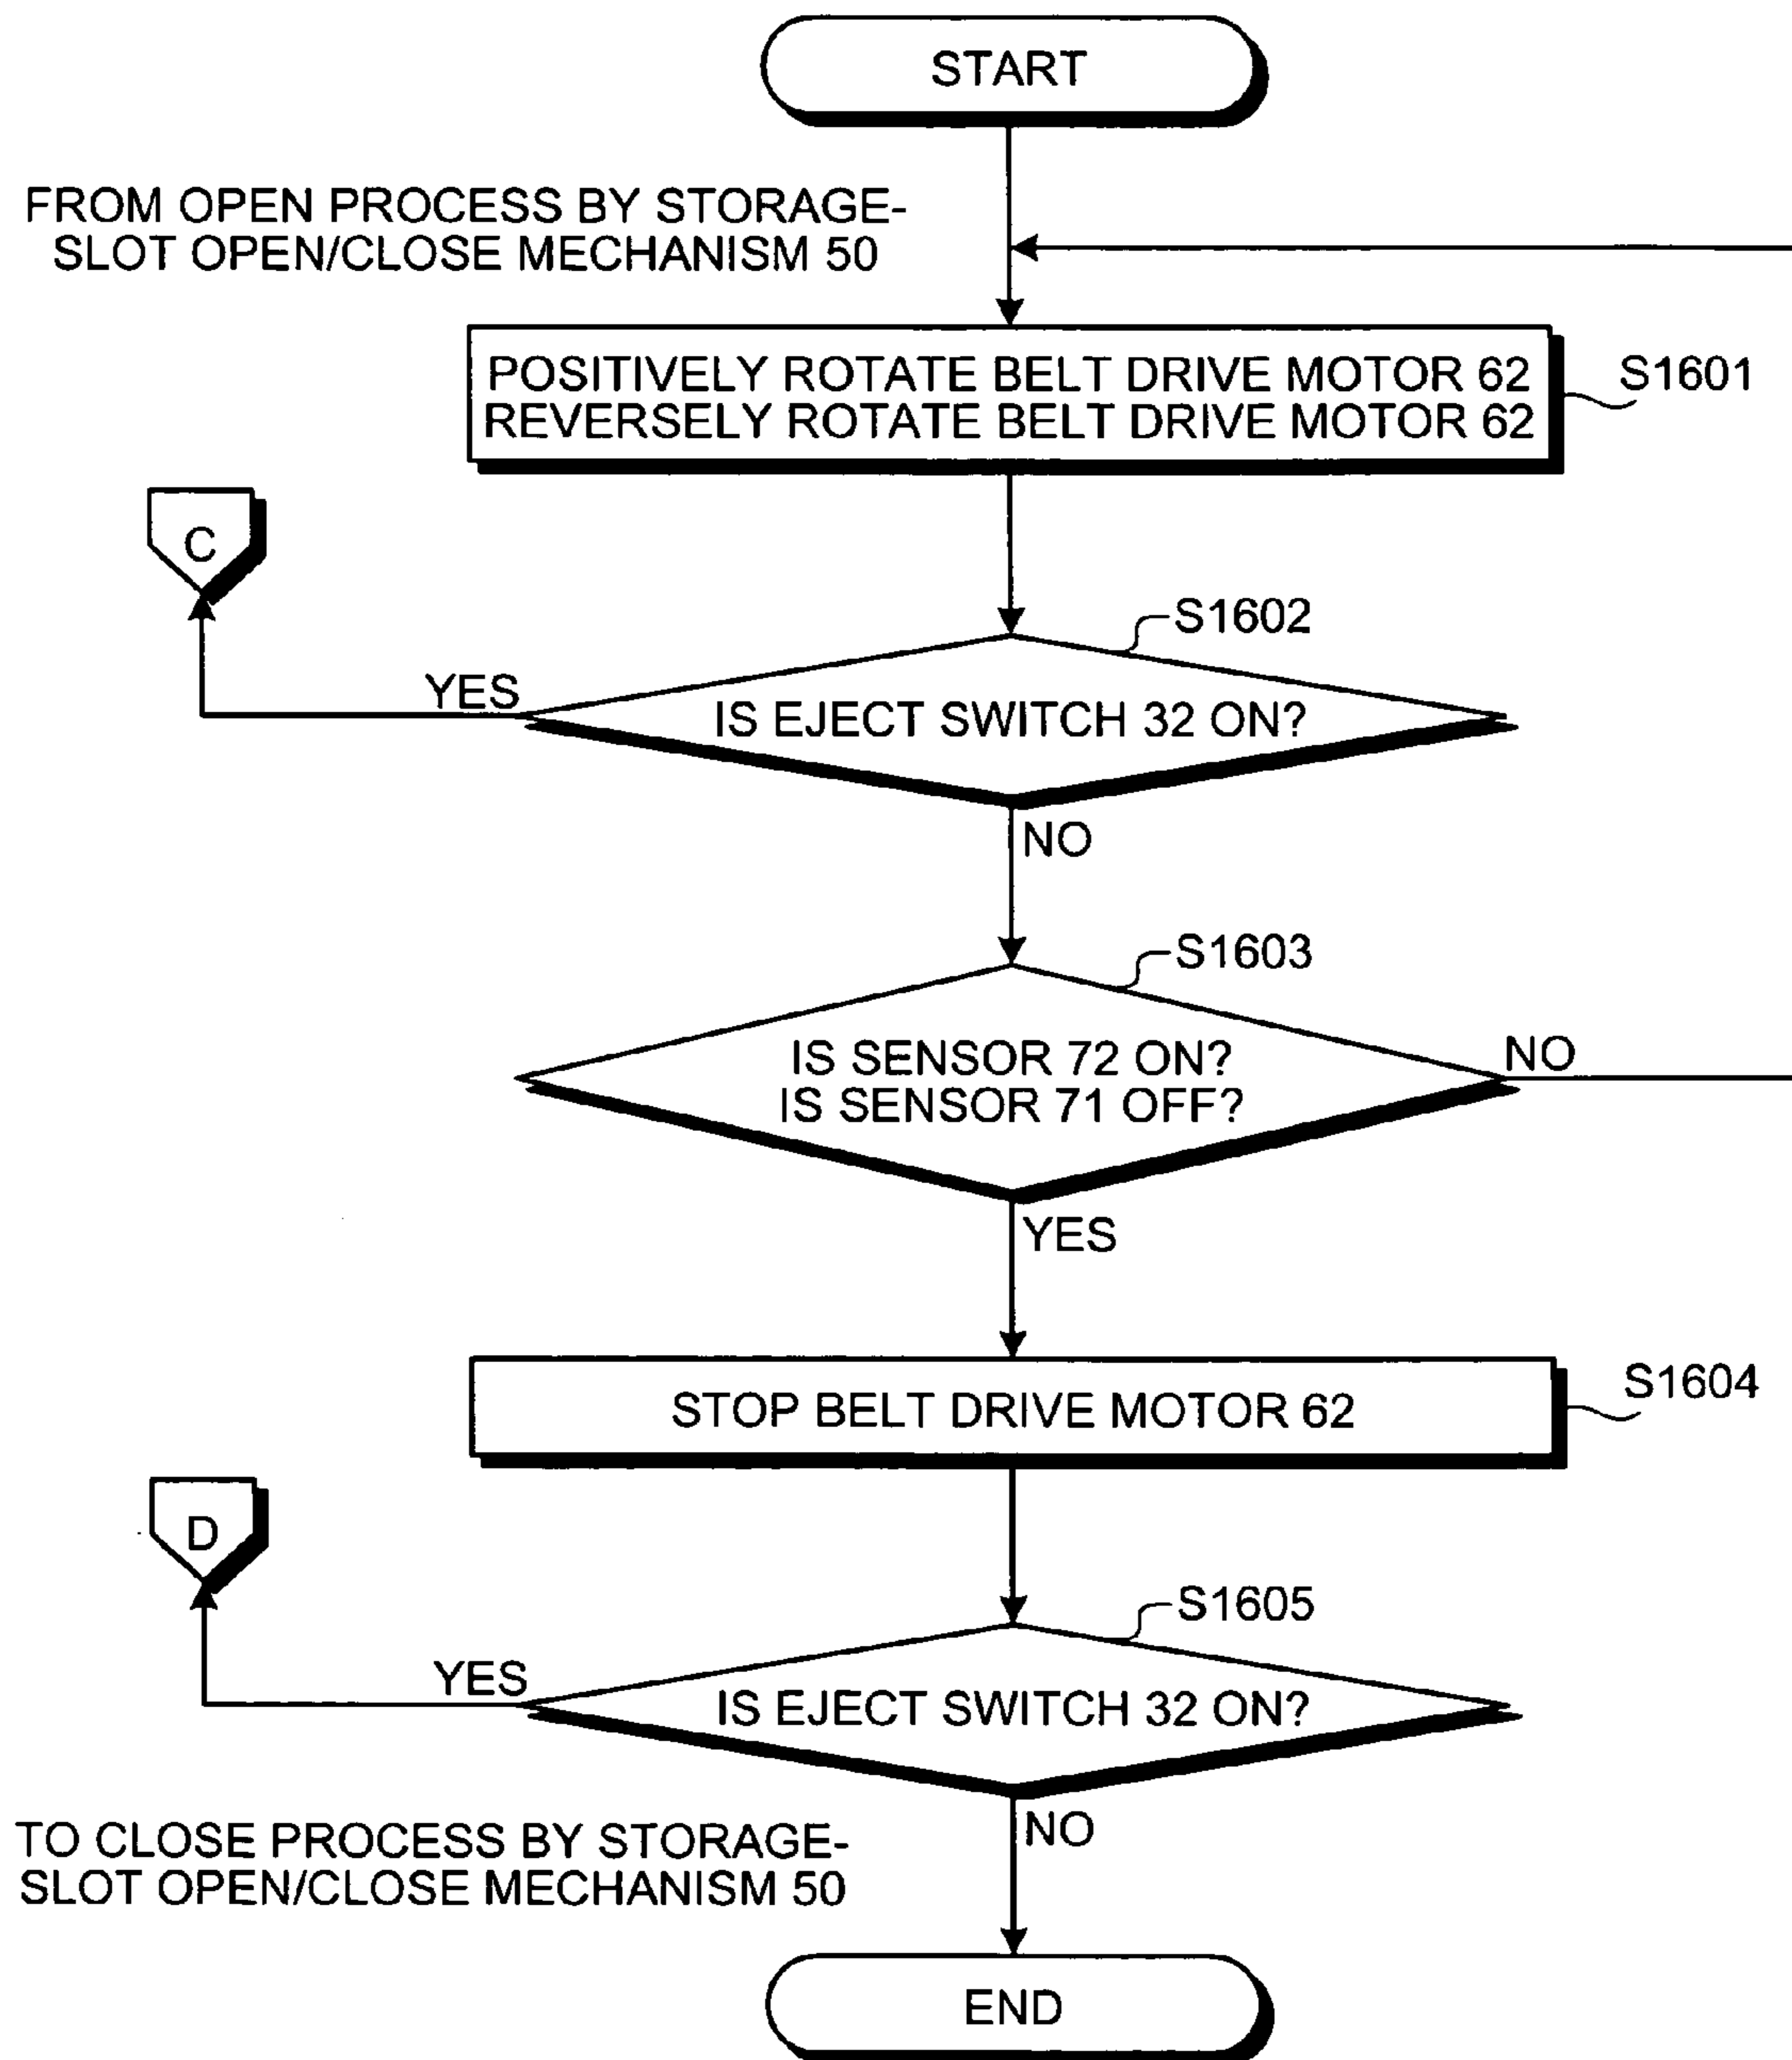 START
FROM OPEN PROCESS BY STORAGE-
SLOT OPEN/CLOSE MECHANISM 50
POSITIVELY ROTATE BELT DRIVE MOTOR 62
REVERSELY ROTATE BELT DRIVE MOTOR 62
S1601
C
S1602
YES
IS EJECT SWITCH 32 ON?
NO
S1603
IS SENSOR 72 ON?
IS SENSOR 71 OFF?
NO
YES
STOP BELT DRIVE MOTOR 62
S1604
D
S1605
YES
IS EJECT SWITCH 32 ON?
NO
TO CLOSE PROCESS BY STORAGE-
SLOT OPEN/CLOSE MECHANISM 50
END